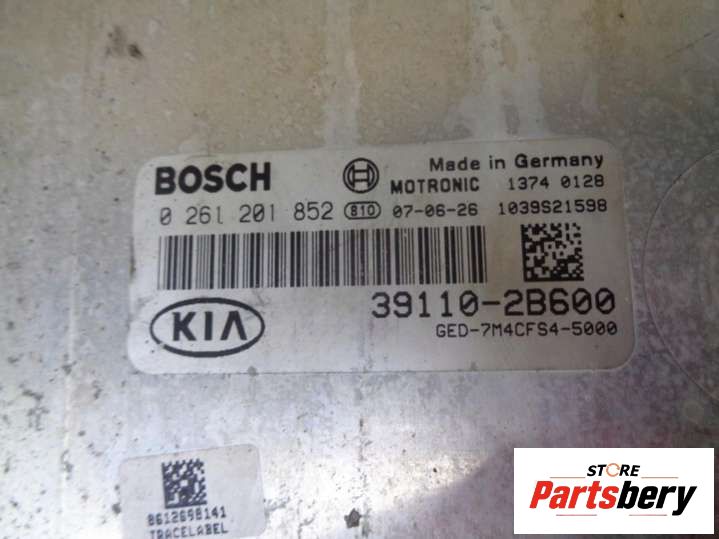 BOSCH Made in Germany
MOTRONIC 1374 0128
0 261 201 852 810 07-06-26 1039S21598
39110-2B600
KIA GED-7M4CFS4-5000
8612698141
TRACELABEL
STORE
Partsbery